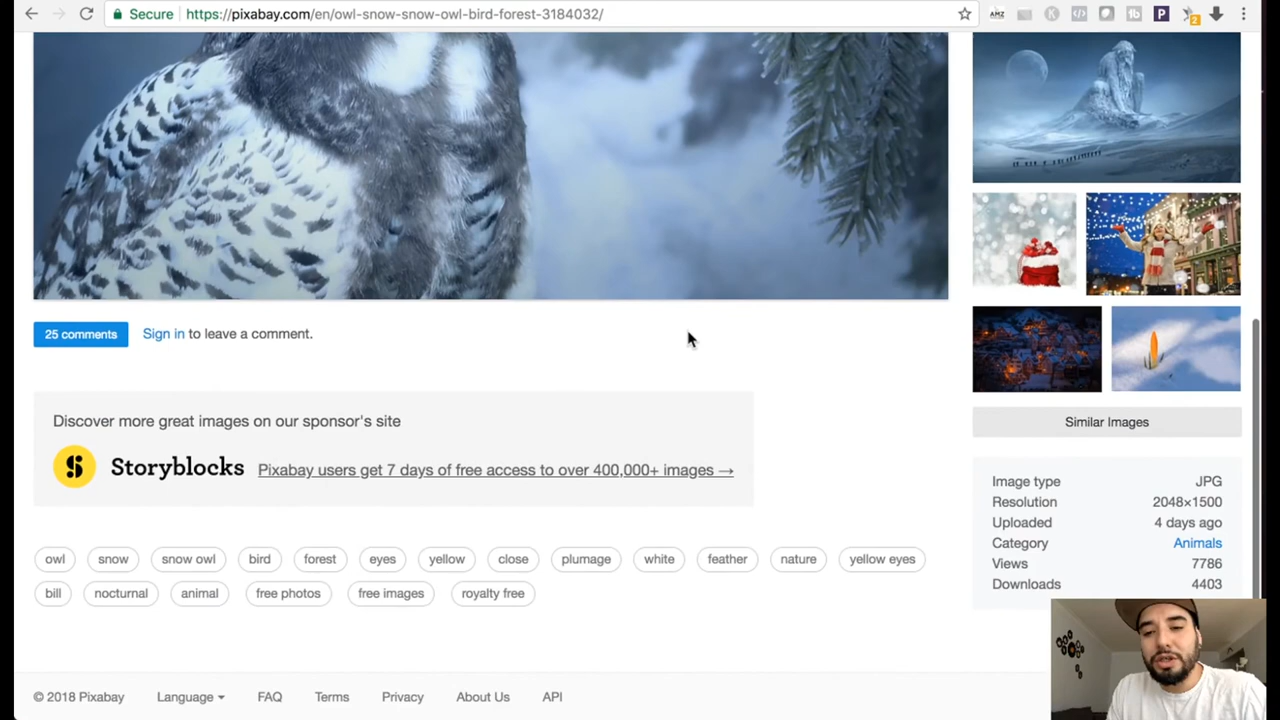 Secure https://pixabay.com/en/owl-snow-snow-owl-bird-forest-3184032/
AMZ
P 2
25 comments Sign in to leave a comment.
Discover more great images on our sponsor's site
Storyblocks Pixabay users get 7 days of free access to over 400,000+ images →
owl snow snow owl bird forest eyes yellow close plumage white feather nature yellow eyes
bill nocturnal animal free photos free images royalty free
Similar Images
Image type JPG
Resolution 2048×1500
Uploaded 4 days ago
Category Animals
Views 7786
Downloads 4403
© 2018 Pixabay Language FAQ Terms Privacy About Us API